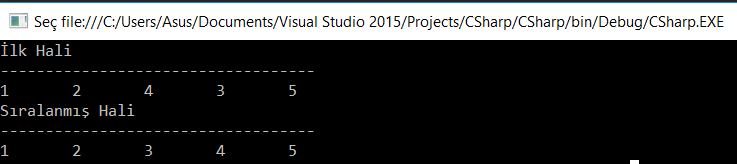 Seç file:///C:/Users/Asus/Documents/Visual Studio 2015/Projects/CSharp/CSharp/bin/Debug/CSharp.EXE
İlk Hali
-----------------------------------
1 2 4 3 5
Sıralanmış Hali
-----------------------------------
1 2 3 4 5